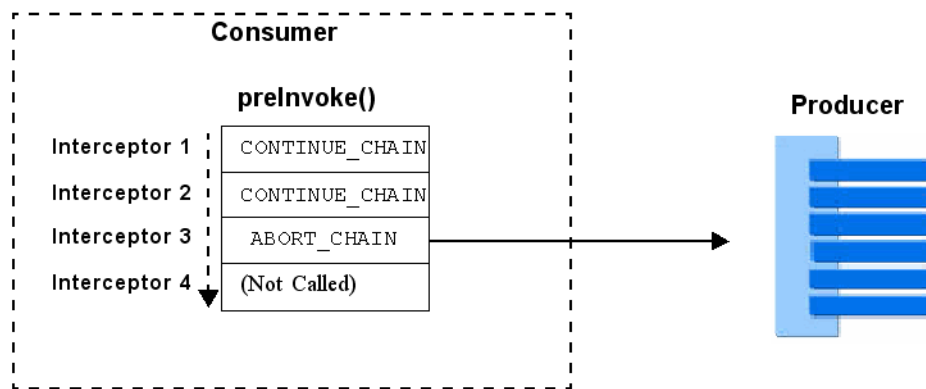 Consumer
preInvoke()
Producer
Interceptor 1 CONTINUE_CHAIN
Interceptor 2 CONTINUE_CHAIN
Interceptor 3 ABORT_CHAIN
Interceptor 4 (Not Called)